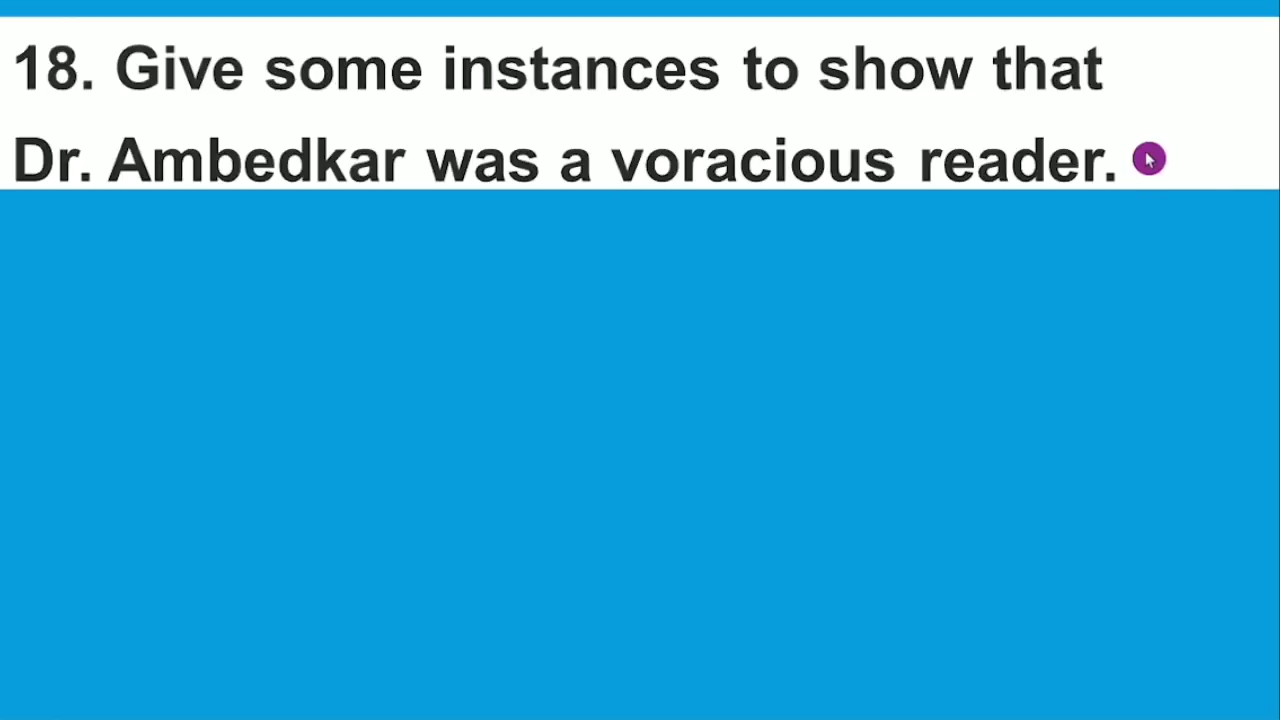 18. Give some instances to show that
Dr. Ambedkar was a voracious reader.